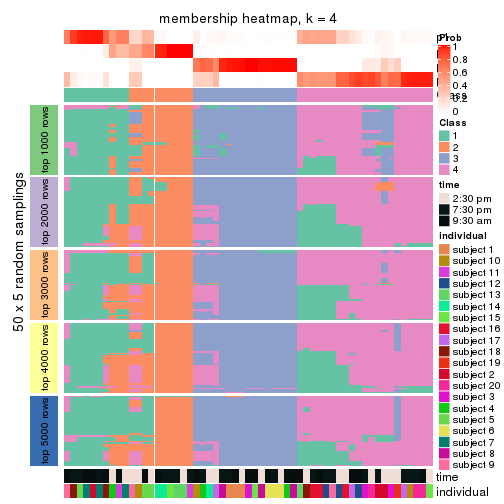 membership heatmap, k = 4
50 x 5 random samplings
top 1000 rows
top 2000 rows
top 3000 rows
top 4000 rows
top 5000 rows
Prob
1
0.8
0.6
0.4
0.2
0
Class
1
2
3
4
time
2:30 pm
7:30 pm
9:30 am
individual
subject 1
subject 10
subject 11
subject 12
subject 13
subject 14
subject 15
subject 16
subject 17
subject 18
subject 19
subject 2
subject 20
subject 3
subject 4
subject 5
subject 6
subject 7
subject 8
subject 9
time
individual